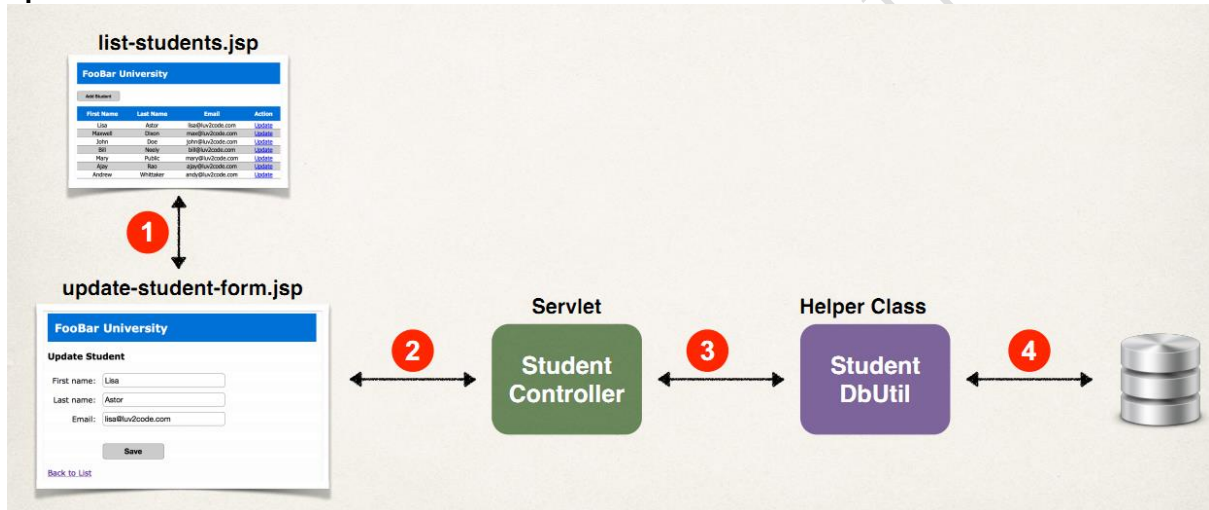 list-students.jsp
FooBar University
Add Student
First Name Last Name Email Action
Lisa Astor lisa@luv2code.com Update
Maxwell Dixon max@luv2code.com Update
John Doe john@luv2code.com Update
Bill Neely bill@luv2code.com Update
Mary Public mary@luv2code.com Update
Ajay Rao ajay@luv2code.com Update
Andrew Whittaker andy@luv2code.com Update
1
update-student-form.jsp
FooBar University
Update Student
First name: Lisa
Last name: Astor
Email: lisa@luv2code.com
Save
Back to List
2
Servlet
Student
Controller
3
Helper Class
Student
DbUtil
4